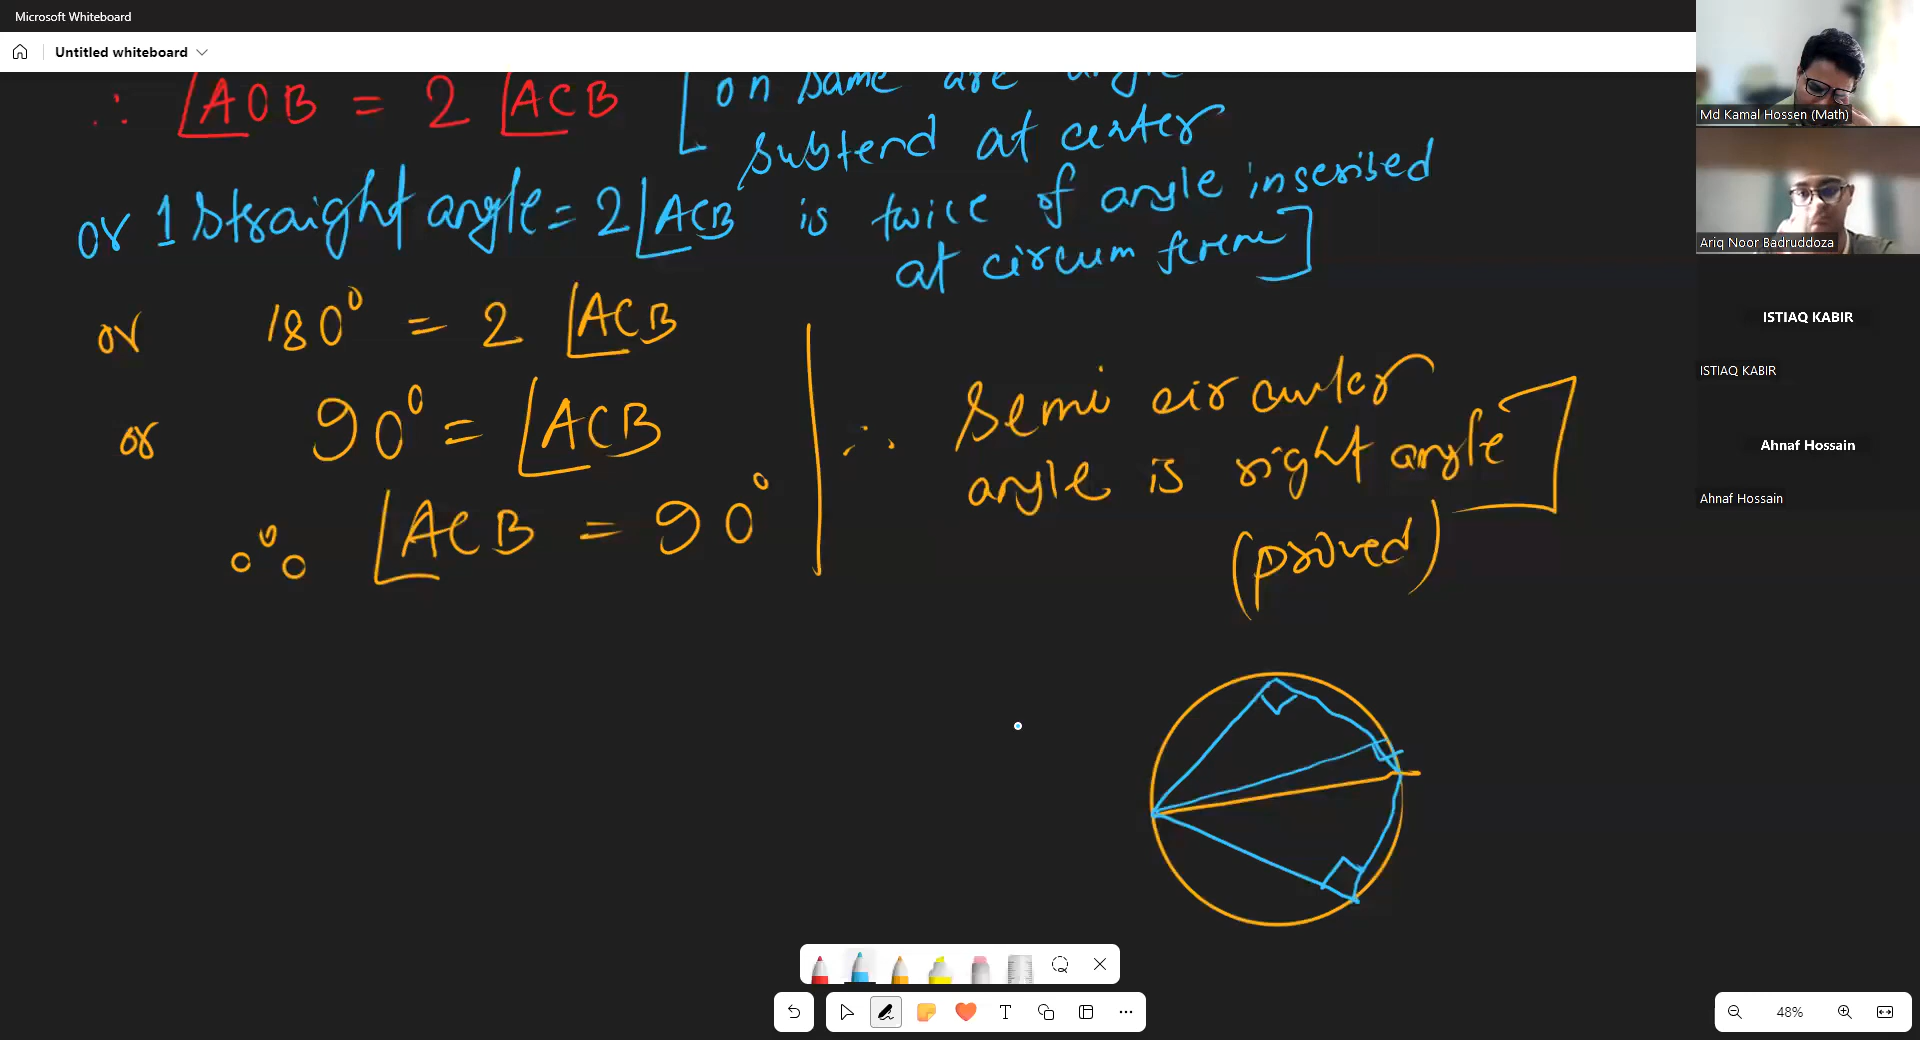 Microsoft Whiteboard
Untitled whiteboard
∴ ∠AOB = 2 ∠ACB [on same arc angle
subtend at center
or 1 straight angle = 2∠ACB is twice of angle inscribed
at circumference]
or 180° = 2 ∠ACB
or 90° = ∠ACB
∴ ∠ACB = 90°
∴ Semi circular
angle is right angle]
(proved)
Md Kamal Hossen (Math)
Ariq Noor Badruddoza
ISTIAQ KABIR
ISTIAQ KABIR
Ahnaf Hossain
Ahnaf Hossain
T
48%